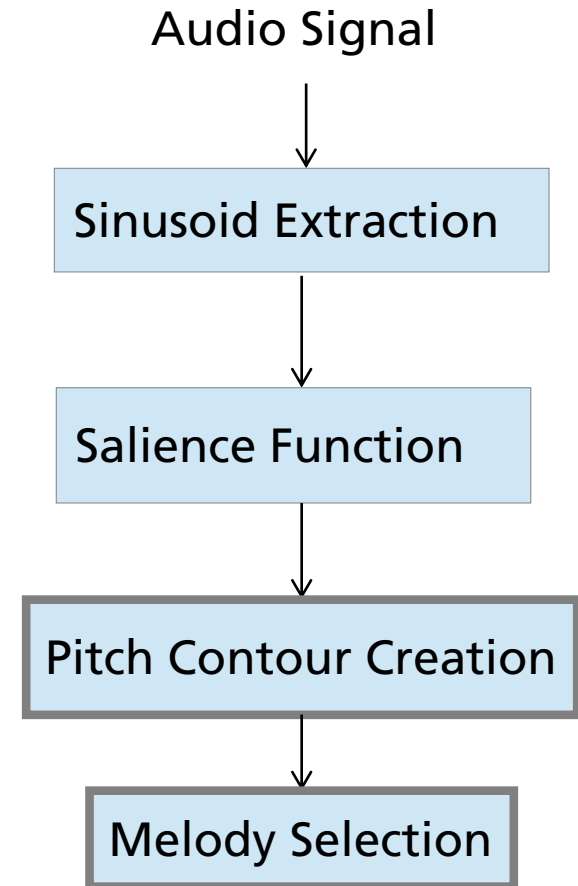 Audio Signal
Sinusoid Extraction
Salience Function
Pitch Contour Creation
Melody Selection